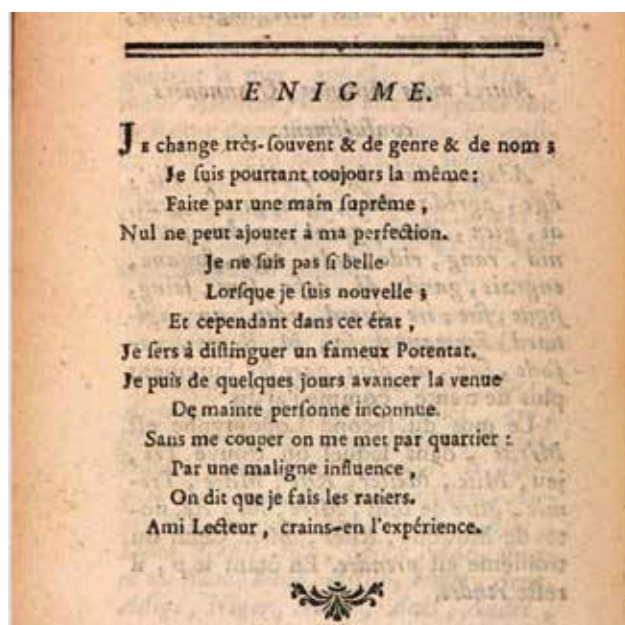 ENIGME.
JE change très-ſouvent & de genre & de nom ;
Je ſuis pourtant toujours la même :
Faite par une main ſuprême ,
Nul ne peut ajouter à ma perfection.
Je ne ſuis pas ſi belle
Lorſque je ſuis nouvelle ;
Et cependant dans cet état ,
Je ſers à diſtinguer un fameux Potentat.
Je puis de quelques jours avancer la venue
De mainte perſonne inconnue.
Sans me couper on me met par quartier :
Par une maligne influence ,
On dit que je fais les ratiers.
Ami Lecteur , crains-en l'expérience.